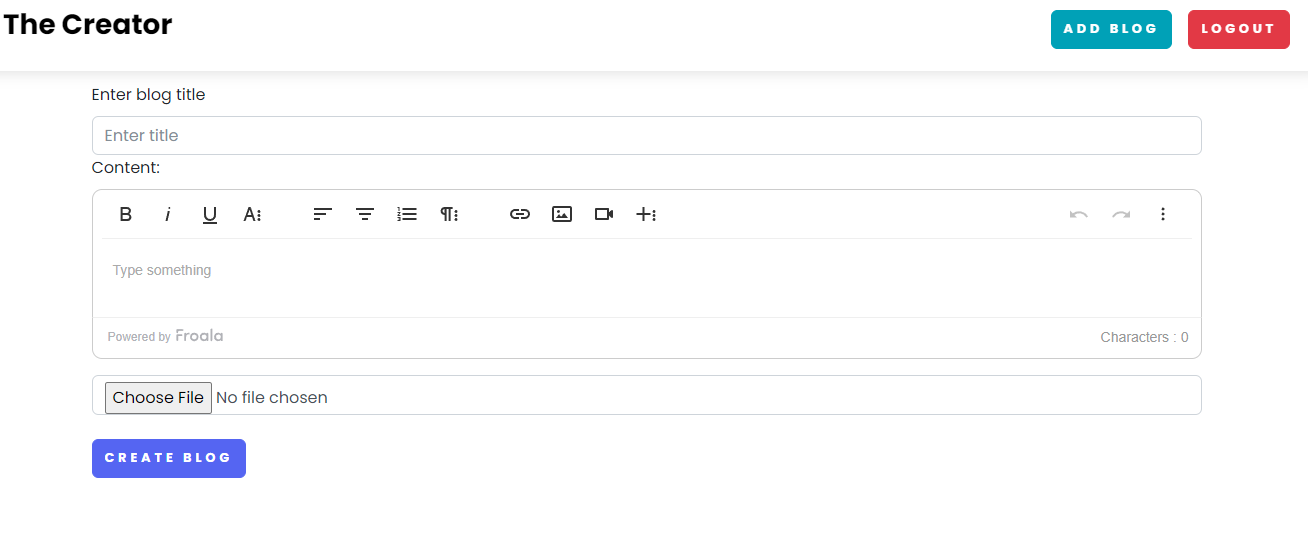 The Creator
ADD BLOG
LOGOUT
Enter blog title
Enter title
Content:
B i U A
Type something
Powered by Froala
Characters : 0
Choose File No file chosen
CREATE BLOG